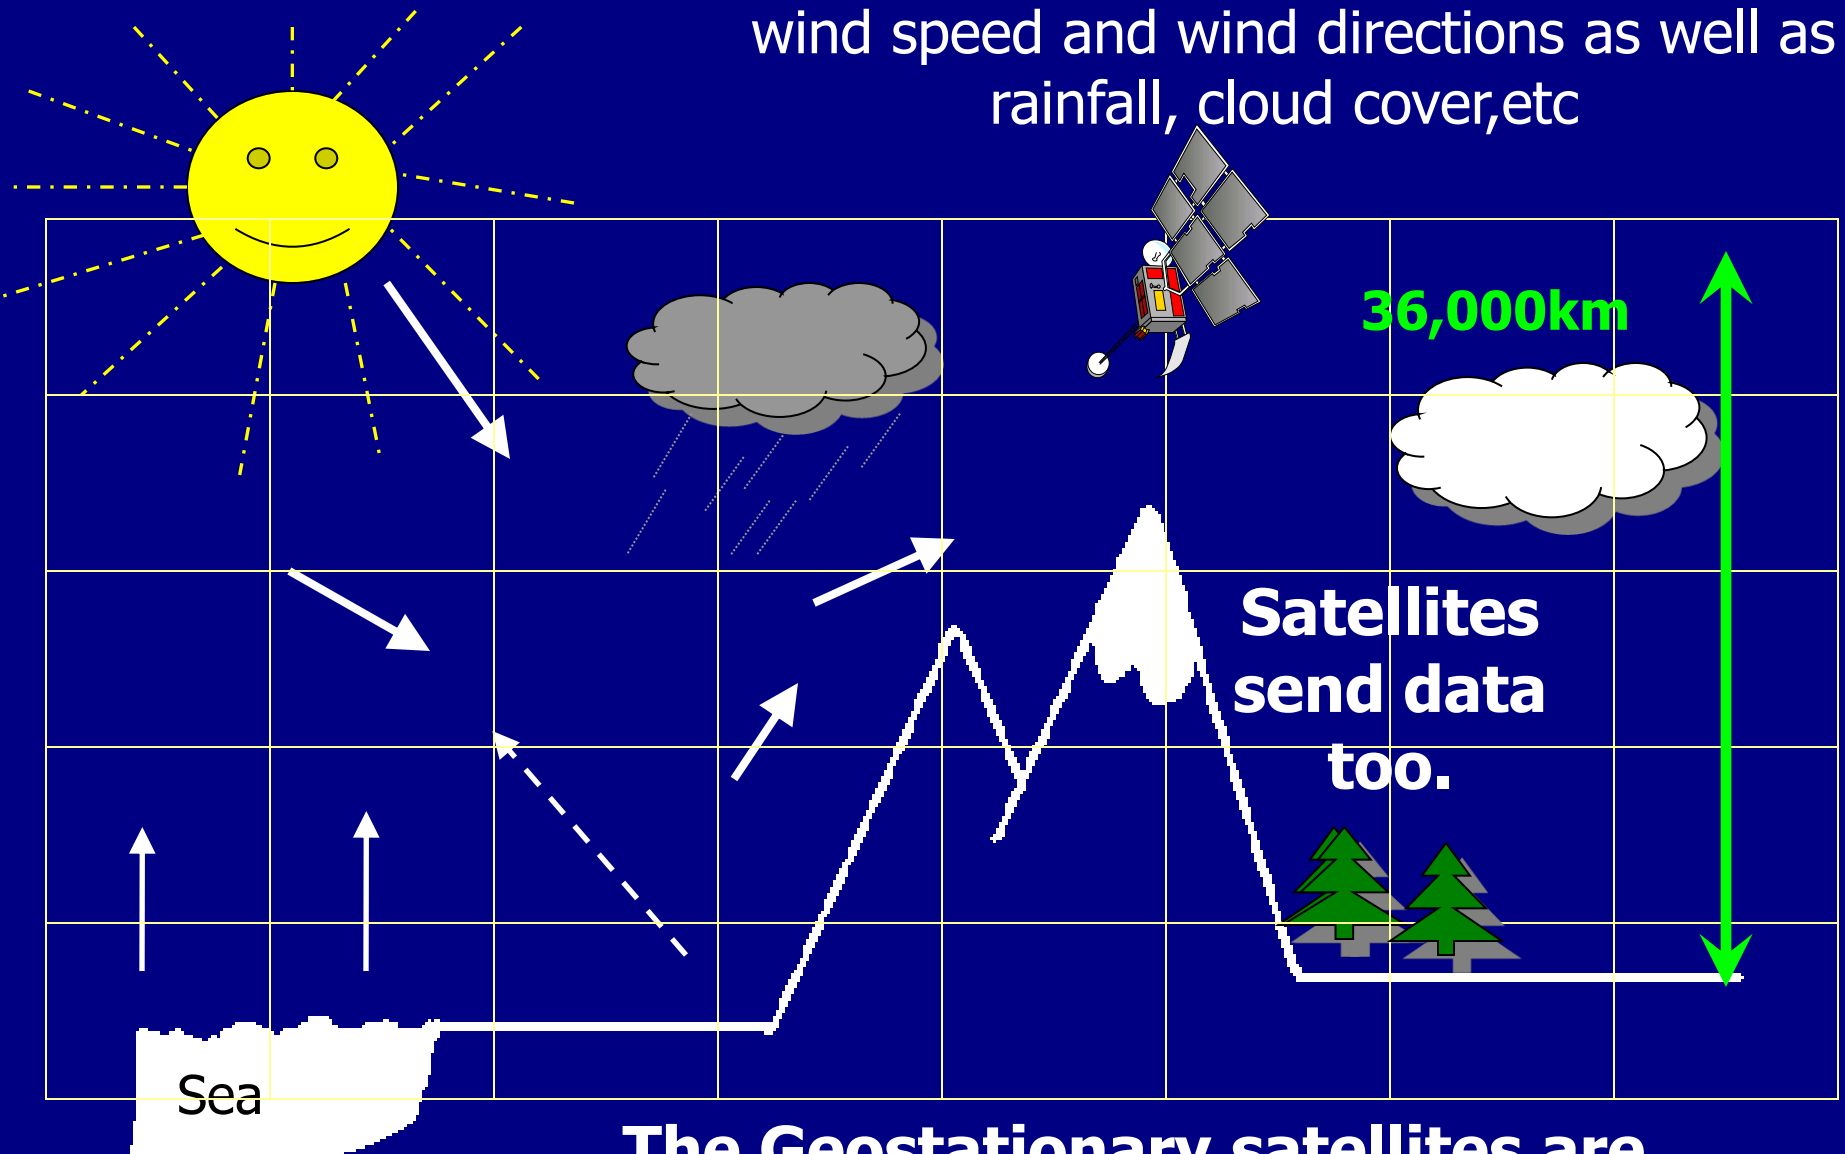 wind speed and wind directions as well as
rainfall, cloud cover,etc
36,000km
Satellites
send data
too.
Sea
The Geostationary satellites are